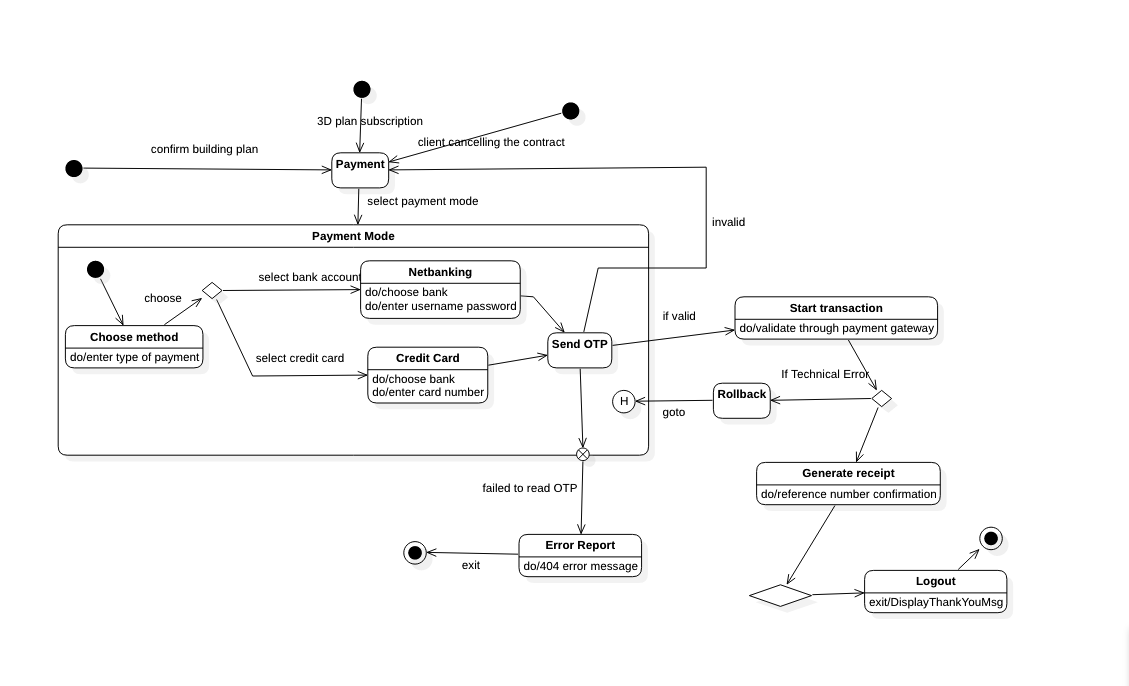 3D plan subscription
client cancelling the contract
confirm building plan
Payment
select payment mode
invalid
Payment Mode
select bank account
Netbanking
do/choose bank
do/enter username password
choose
Choose method
do/enter type of payment
select credit card
Credit Card
do/choose bank
do/enter card number
Send OTP
if valid
Start transaction
do/validate through payment gateway
If Technical Error
Rollback
goto
H
Generate receipt
do/reference number confirmation
failed to read OTP
Error Report
do/404 error message
exit
Logout
exit/DisplayThankYouMsg